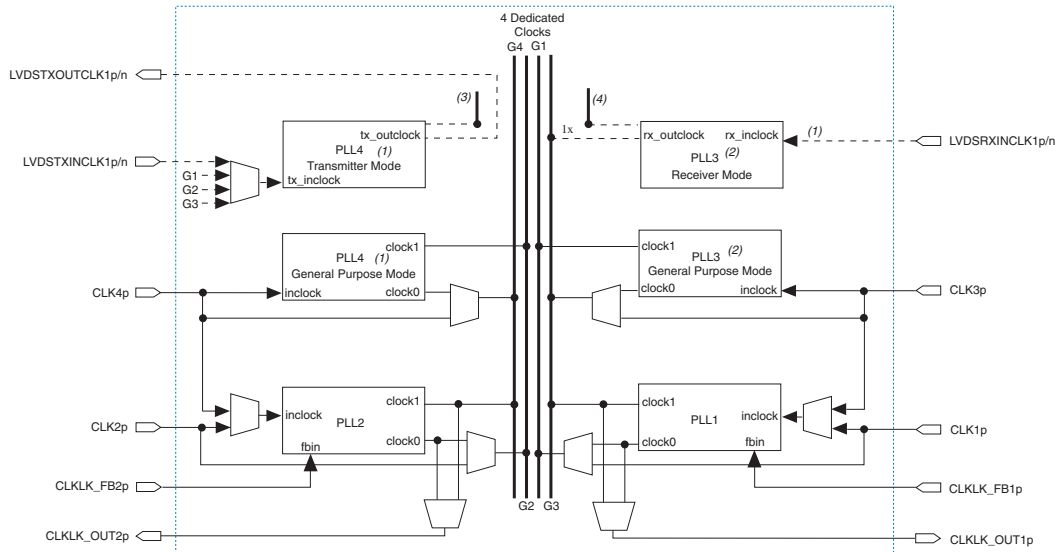 4 Dedicated
Clocks
G4 G1
LVDSTXOUTCLK1p/n
(3)
(4)
tx_outclock
PLL4 (1)
Transmitter Mode
tx_inclock
LVDSTXINCLK1p/n
G1
G2
G3
1x
rx_outclock rx_inclock
PLL3 (2)
Receiver Mode
(1)
LVDSRXINCLK1p/n
clock1
PLL4 (1)
General Purpose Mode
inclock clock0
CLK4p
clock1
PLL3 (2)
General Purpose Mode
clock0 inclock
CLK3p
clock1
inclock
PLL2
clock0
fbin
CLK2p
CLKLK_FB2p
CLKLK_OUT2p
clock1
inclock
PLL1
clock0
fbin
CLK1p
CLKLK_FB1p
CLKLK_OUT1p
G2 G3